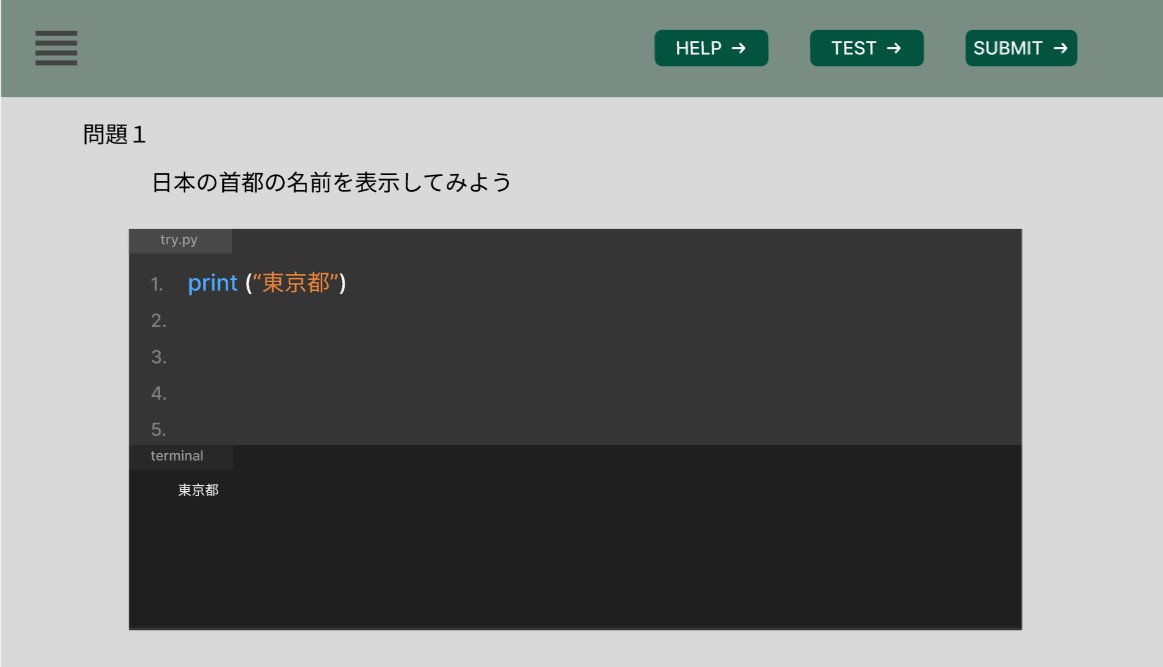 HELP → TEST → SUBMIT →
問題１
日本の首都の名前を表示してみよう
try.py
1. print (“東京都”)
2.
3.
4.
5.
terminal
東京都